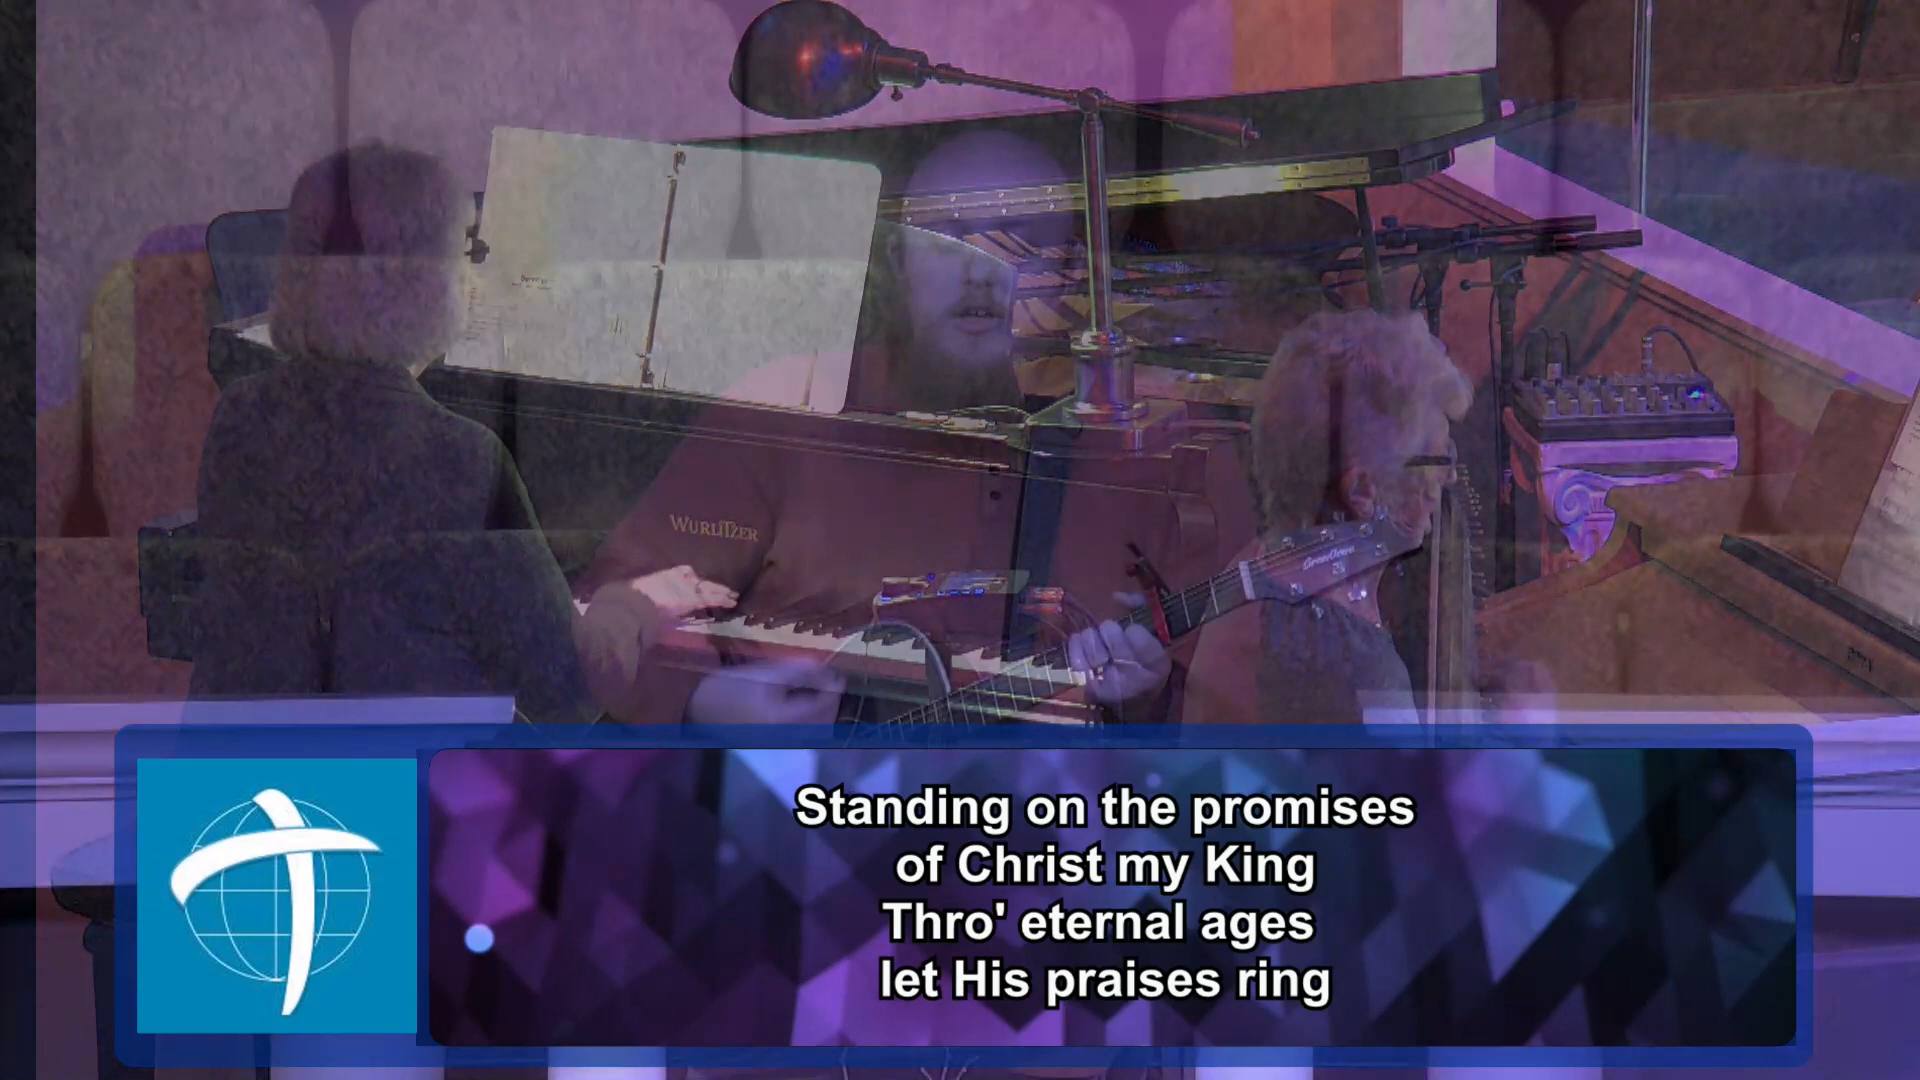 WURLITZER
Standing on the promises
of Christ my King
Thro' eternal ages
let His praises ring